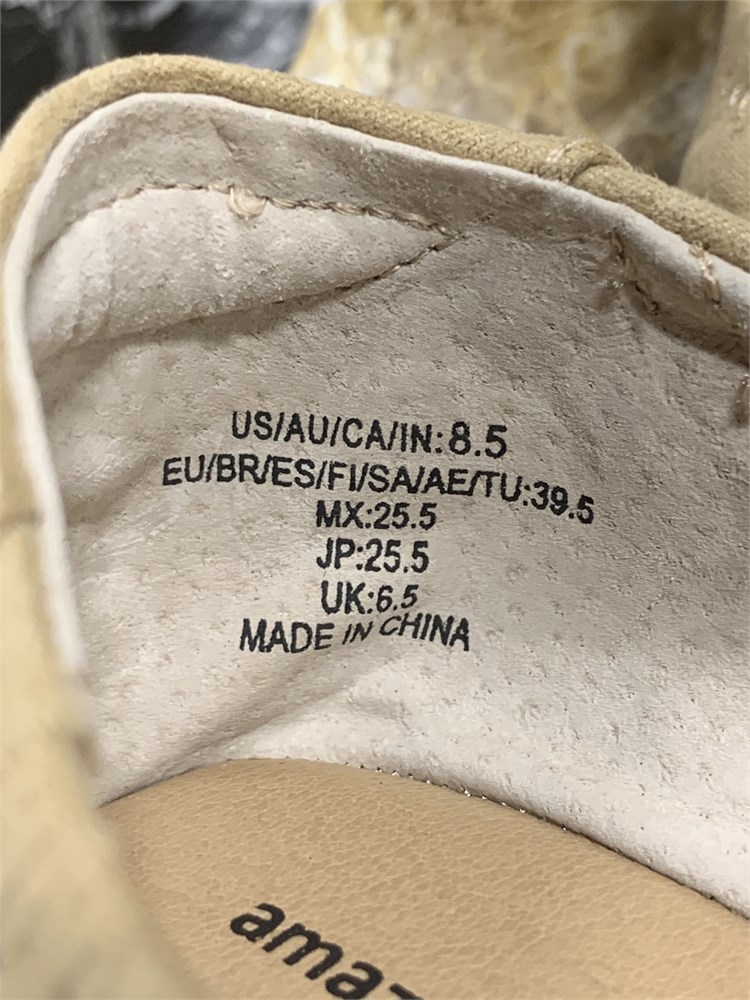 US/AU/CA/IN:8.5
EU/BR/ES/FI/SA/AE/TU:39.5
MX:25.5
JP:25.5
UK:6.5
MADE IN CHINA
amaz